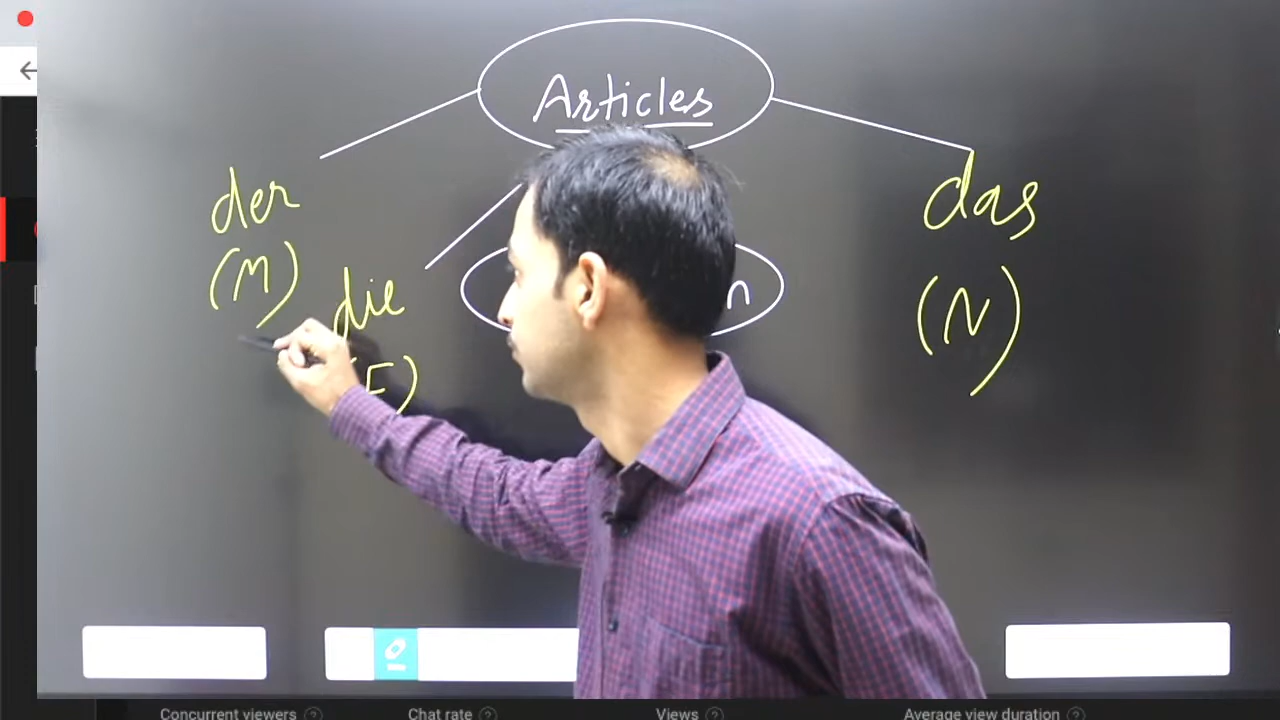 Articles
der
(M)
die
(F)
das
(N)
n
Concurrent viewers ?
Chat rate ?
Views ?
Average view duration ?